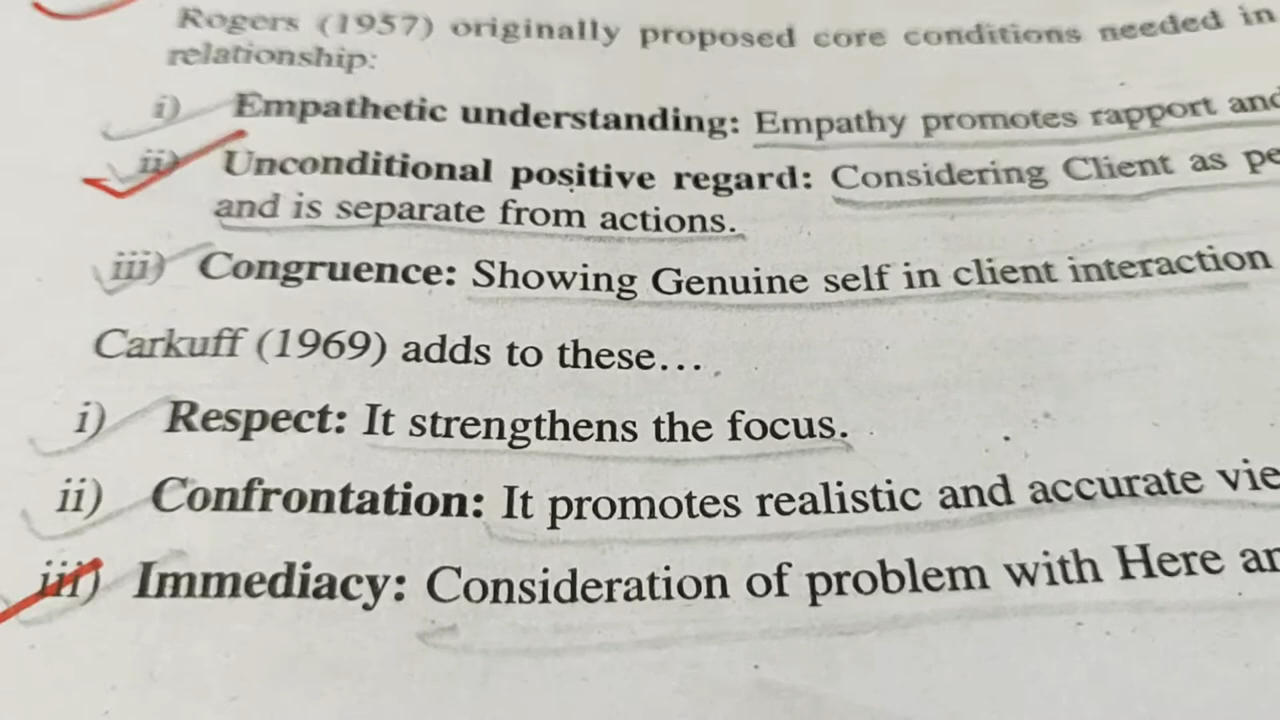 Rogers (1957) originally proposed core conditions needed in
relationship:
i) Empathetic understanding: Empathy promotes rapport and
ii) Unconditional positive regard: Considering Client as pe
and is separate from actions.
iii) Congruence: Showing Genuine self in client interaction
Carkuff (1969) adds to these...
i) Respect: It strengthens the focus.
ii) Confrontation: It promotes realistic and accurate vie
iii) Immediacy: Consideration of problem with Here an